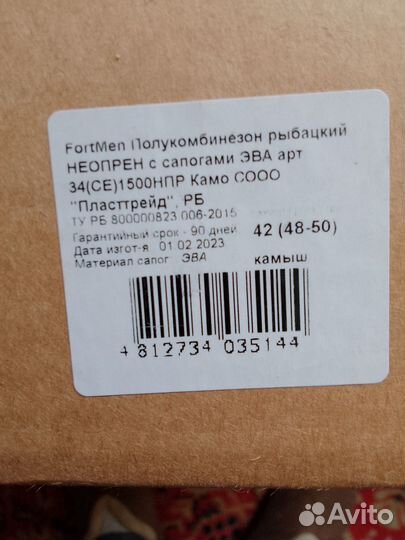 FortMen Полукомбинезон рыбацкий
НЕОПРЕН с сапогами ЭВА арт
34(СЕ)1500НПР Камо СООО
"Пласттрейд", РБ
ТУ РБ 800000823.006-2015
Гарантийный срок - 90 дней
Дата изгот-я 01.02.2023
42 (48-50)
Материал сапог: ЭВА
камыш
4 812734 035144
Avito